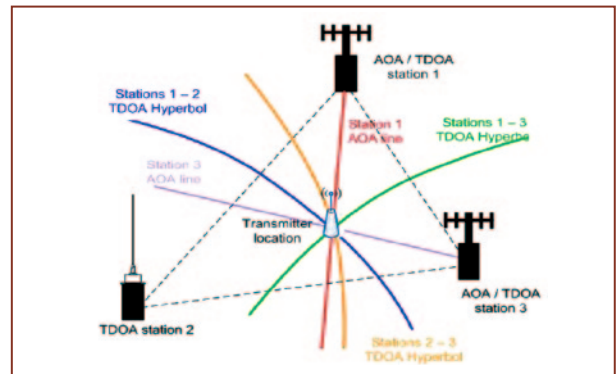 AOA / TDOA
station 1
Stations 1 – 2
TDOA Hyperbol
Station 1
AOA line
Stations 1 – 3
TDOA Hyperbo
Station 3
AOA line
Transmitter
location
TDOA station 2
AOA / TDOA
station 3
Stations 2 – 3
TDOA Hyperbol